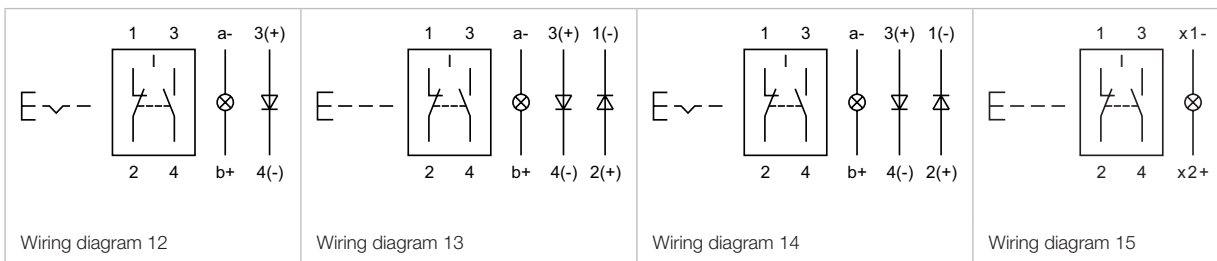 1 3 a- 3(+)
2 4 b+ 4(-)
Wiring diagram 12
1 3 a- 3(+) 1(-)
2 4 b+ 4(-) 2(+)
Wiring diagram 13
1 3 a- 3(+) 1(-)
2 4 b+ 4(-) 2(+)
Wiring diagram 14
1 3 x1-
2 4 x2+
Wiring diagram 15